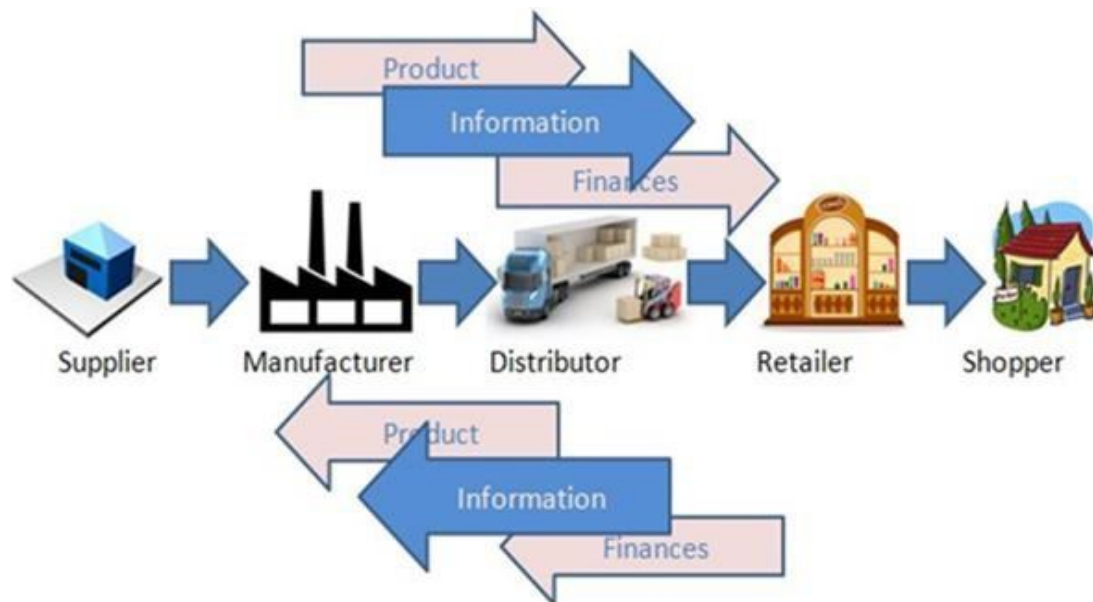 Product
Information
Finances
Supplier
Manufacturer
Distributor
Retailer
Shopper
Product
Information
Finances